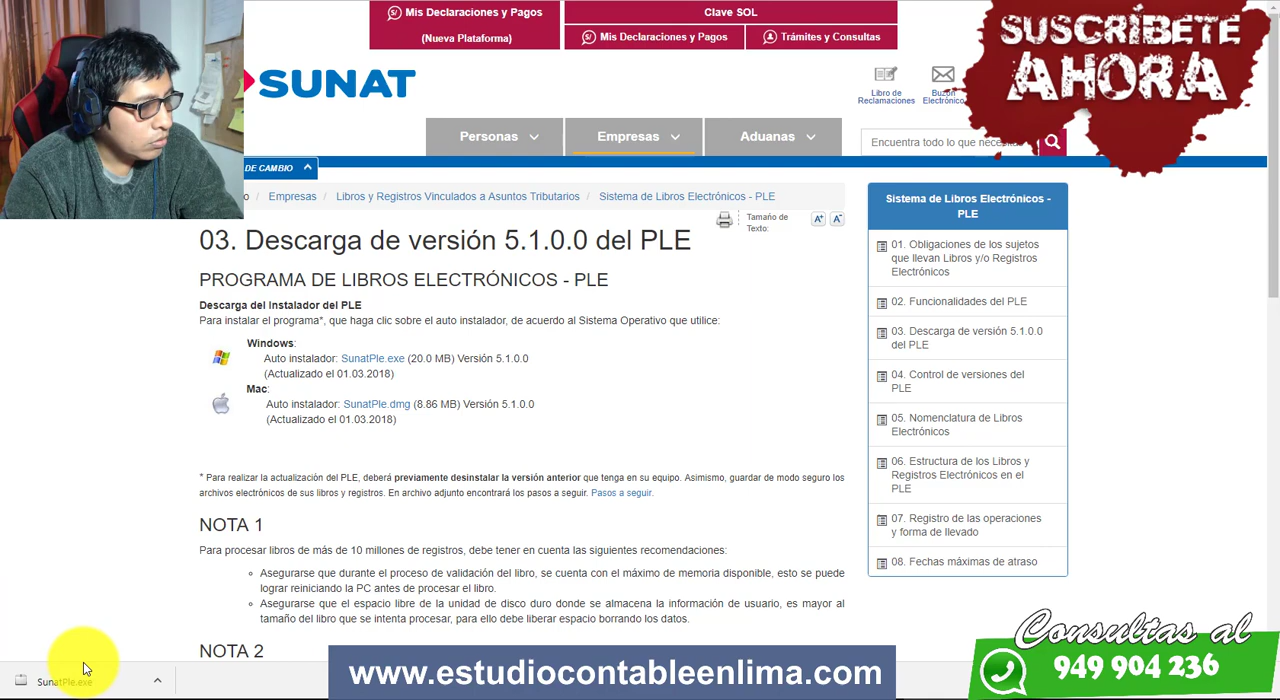 Mis Declaraciones y Pagos
(Nueva Plataforma)
Clave SOL
Mis Declaraciones y Pagos
Trámites y Consultas
SUSCRÍBETE
AHORA
SUNAT
Libro de
Reclamaciones
Buzón
Electrónico
Personas
Empresas
Aduanas
Encuentra todo lo que
DE CAMBIO
Empresas / Libros y Registros Vinculados a Asuntos Tributarios / Sistema de Libros Electrónicos - PLE
Tamaño de
Texto:
A+
A-
03. Descarga de versión 5.1.0.0 del PLE
PROGRAMA DE LIBROS ELECTRÓNICOS - PLE
Descarga del Instalador del PLE
Para instalar el programa*, que haga clic sobre el auto instalador, de acuerdo al Sistema Operativo que utilice:
Windows:
Auto instalador: SunatPle.exe (20.0 MB) Versión 5.1.0.0
(Actualizado el 01.03.2018)
Mac:
Auto instalador: SunatPle.dmg (8.86 MB) Versión 5.1.0.0
(Actualizado el 01.03.2018)
* Para realizar la actualización del PLE, deberá previamente desinstalar la versión anterior que tenga en su equipo. Asimismo, guardar de modo seguro los
archivos electrónicos de sus libros y registros. En archivo adjunto encontrará los pasos a seguir. Pasos a seguir.
NOTA 1
Para procesar libros de más de 10 millones de registros, debe tener en cuenta las siguientes recomendaciones:
Asegurarse que durante el proceso de validación del libro, se cuenta con el máximo de memoria disponible, esto se puede
lograr reiniciando la PC antes de procesar el libro.
Asegurarse que el espacio libre de la unidad de disco duro donde se almacena la información de usuario, es mayor al
tamaño del libro que se intenta procesar, para ello debe liberar espacio borrando los datos.
NOTA 2
Sistema de Libros Electrónicos -
PLE
01. Obligaciones de los sujetos
que llevan Libros y/o Registros
Electrónicos
02. Funcionalidades del PLE
03. Descarga de versión 5.1.0.0
del PLE
04. Control de versiones del
PLE
05. Nomenclatura de Libros
Electrónicos
06. Estructura de los Libros y
Registros Electrónicos en el
PLE
07. Registro de las operaciones
y forma de llevado
08. Fechas máximas de atraso
SunatPle.exe
www.estudiocontableenlima.com
Consultas al
949 904 236